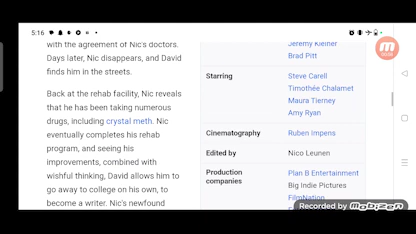 5:16
with the agreement of Nic's doctors.
Days later, Nic disappears, and David
finds him in the streets.
Back at the rehab facility, Nic reveals
that he has been taking numerous
drugs, including crystal meth. Nic
eventually completes his rehab
program, and seeing his
improvements, combined with
wishful thinking, David allows him to
go away to college on his own, to
become a writer. Nic's newfound
Jeremy Kleiner
Brad Pitt
Starring
Steve Carell
Timothée Chalamet
Maura Tierney
Amy Ryan
Cinematography
Ruben Impens
Edited by
Nico Leunen
Production
companies
Plan B Entertainment
Big Indie Pictures
FilmNation
Recorded by Mobizen